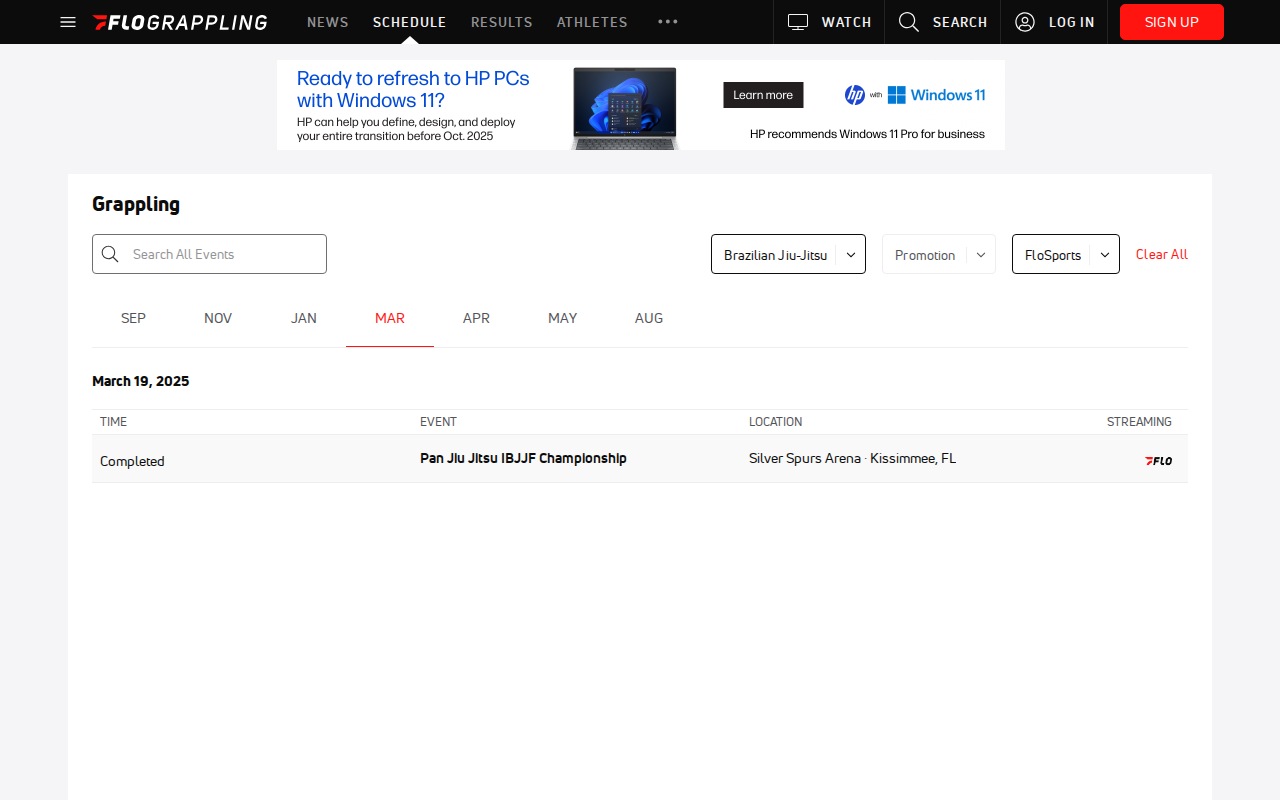 FLOGRAPPLING NEWS SCHEDULE RESULTS ATHLETES WATCH SEARCH LOG IN SIGN UP
Ready to refresh to HP PCs
with Windows 11?
HP can help you define, design, and deploy
your entire transition before Oct. 2025
Learn more
hp with Windows 11
HP recommends Windows 11 Pro for business
Grappling
Search All Events Brazilian Jiu-Jitsu Promotion FloSports Clear All
SEP NOV JAN MAR APR MAY AUG
March 19, 2025
TIME EVENT LOCATION STREAMING
Completed Pan Jiu Jitsu IBJJF Championship Silver Spurs Arena · Kissimmee, FL FLO